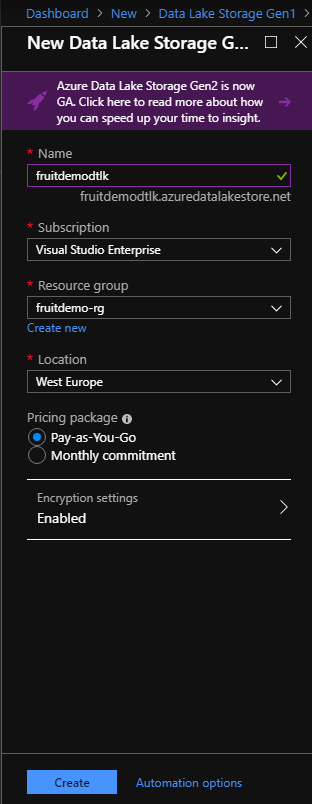 Dashboard > New > Data Lake Storage Gen1 >
New Data Lake Storage G...
Azure Data Lake Storage Gen2 is now
GA. Click here to read more about how
you can speed up your time to insight.
* Name
fruitdemodtlk
fruitdemodtlk.azuredatalakestore.net
* Subscription
Visual Studio Enterprise
* Resource group
fruitdemo-rg
Create new
* Location
West Europe
Pricing package
Pay-as-You-Go
Monthly commitment
Encryption settings
Enabled
Create Automation options